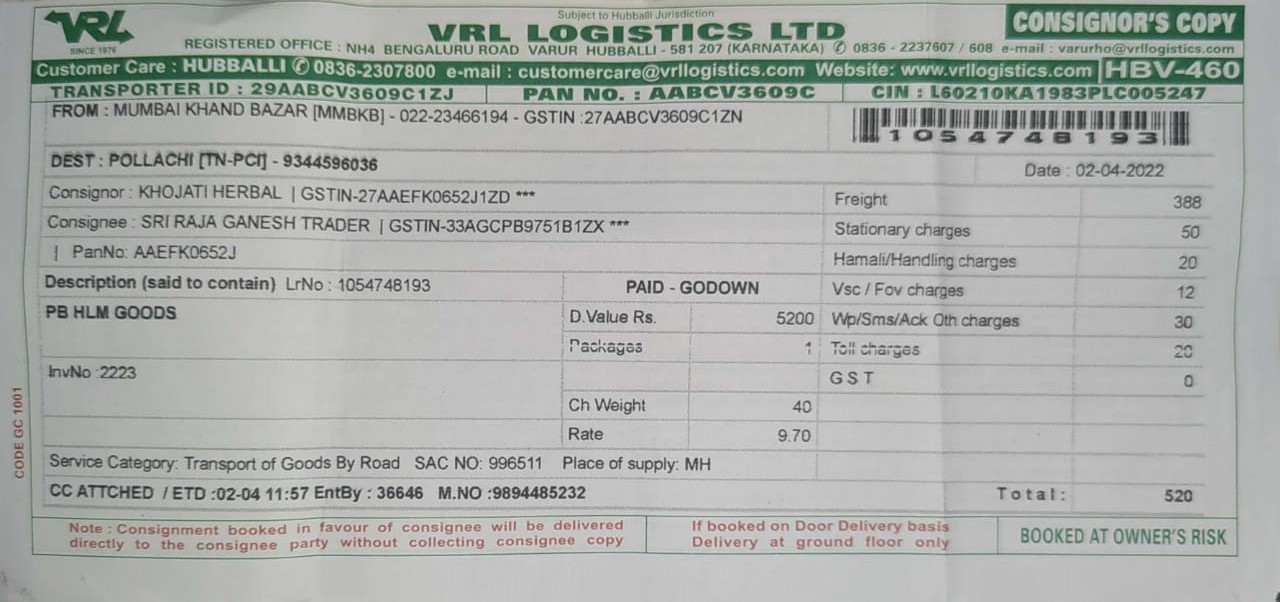 Subject to Hubballi Jurisdiction
VRL
SINCE 1976
VRL LOGISTICS LTD
CONSIGNOR'S COPY
REGISTERED OFFICE : NH4 BENGALURU ROAD VARUR HUBBALLI - 581 207 (KARNATAKA) ✆ 0836 - 2237607 / 608 e-mail : varurho@vrllogistics.com
Customer Care : HUBBALLI ✆ 0836-2307800 e-mail : customercare@vrllogistics.com Website: www.vrllogistics.com HBV-460
TRANSPORTER ID : 29AABCV3609C1ZJ PAN NO. : AABCV3609C CIN : L60210KA1983PLC005247
FROM : MUMBAI KHAND BAZAR [MMBKB] - 022-23466194 - GSTIN :27AABCV3609C1ZN
1054748193
DEST : POLLACHI [TN-PCI] - 9344596036
Date : 02-04-2022
Consignor : KHOJATI HERBAL | GSTIN-27AAEFK0652J1ZD ***
Freight 388
Consignee : SRI RAJA GANESH TRADER | GSTIN-33AGCPB9751B1ZX ***
Stationary charges 50
| PanNo: AAEFK0652J
Hamali/Handling charges 20
Description (said to contain) LrNo : 1054748193 PAID - GODOWN
Vsc / Fov charges 12
PB HLM GOODS
D.Value Rs. 5200
Wp/Sms/Ack Oth charges 30
Packages 1
Toll charges 20
InvNo :2223
GST 0
Ch Weight 40
Rate 9.70
Service Category: Transport of Goods By Road SAC NO: 996511 Place of supply: MH
CC ATTCHED / ETD :02-04 11:57 EntBy : 36646 M.NO :9894485232
Total: 520
Note : Consignment booked in favour of consignee will be delivered
directly to the consignee party without collecting consignee copy
If booked on Door Delivery basis
Delivery at ground floor only
BOOKED AT OWNER'S RISK
CODE GC 1001